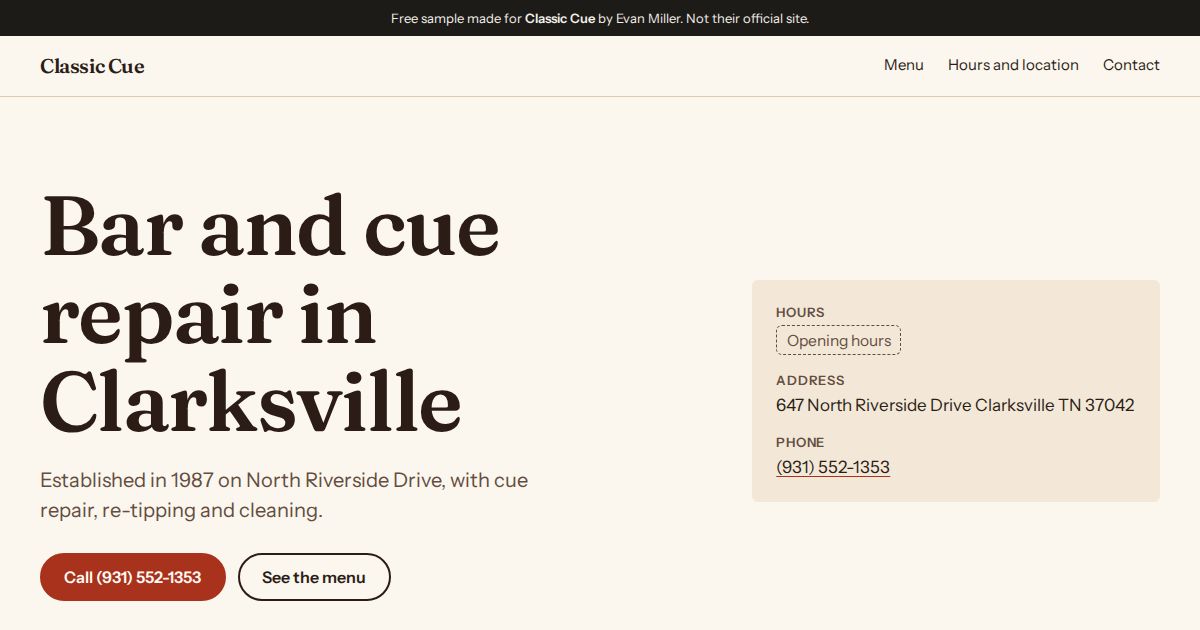 Free sample made for Classic Cue by Evan Miller. Not their official site.
Classic Cue
Menu
Hours and location
Contact
Bar and cue
repair in
Clarksville
Established in 1987 on North Riverside Drive, with cue
repair, re-tipping and cleaning.
Call (931) 552-1353
See the menu
HOURS
Opening hours
ADDRESS
647 North Riverside Drive Clarksville TN 37042
PHONE
(931) 552-1353